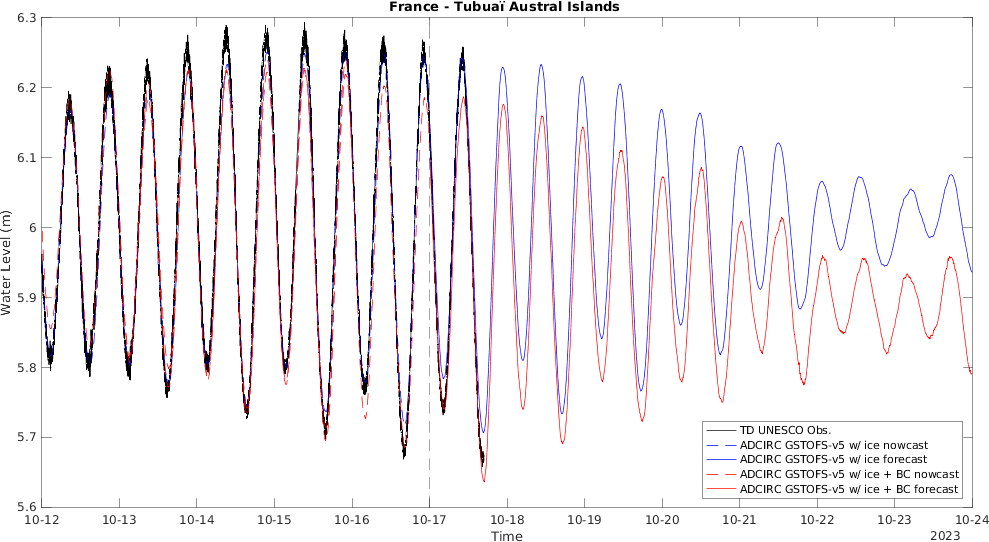 France - Tubuaï Austral Islands
6.3
6.2
6.1
6
5.9
5.8
5.7
5.6
Water Level (m)
10-12 10-13 10-14 10-15 10-16 10-17 10-18 10-19 10-20 10-21 10-22 10-23 10-24
Time
2023
TD UNESCO Obs.
ADCIRC GSTOFS-v5 w/ ice nowcast
ADCIRC GSTOFS-v5 w/ ice forecast
ADCIRC GSTOFS-v5 w/ ice + BC nowcast
ADCIRC GSTOFS-v5 w/ ice + BC forecast